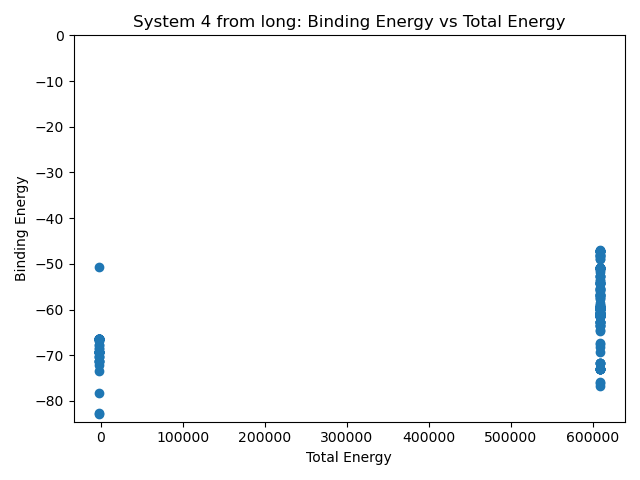 System 4 from long: Binding Energy vs Total Energy
Binding Energy
0
−10
−20
−30
−40
−50
−60
−70
−80
0 100000 200000 300000 400000 500000 600000
Total Energy